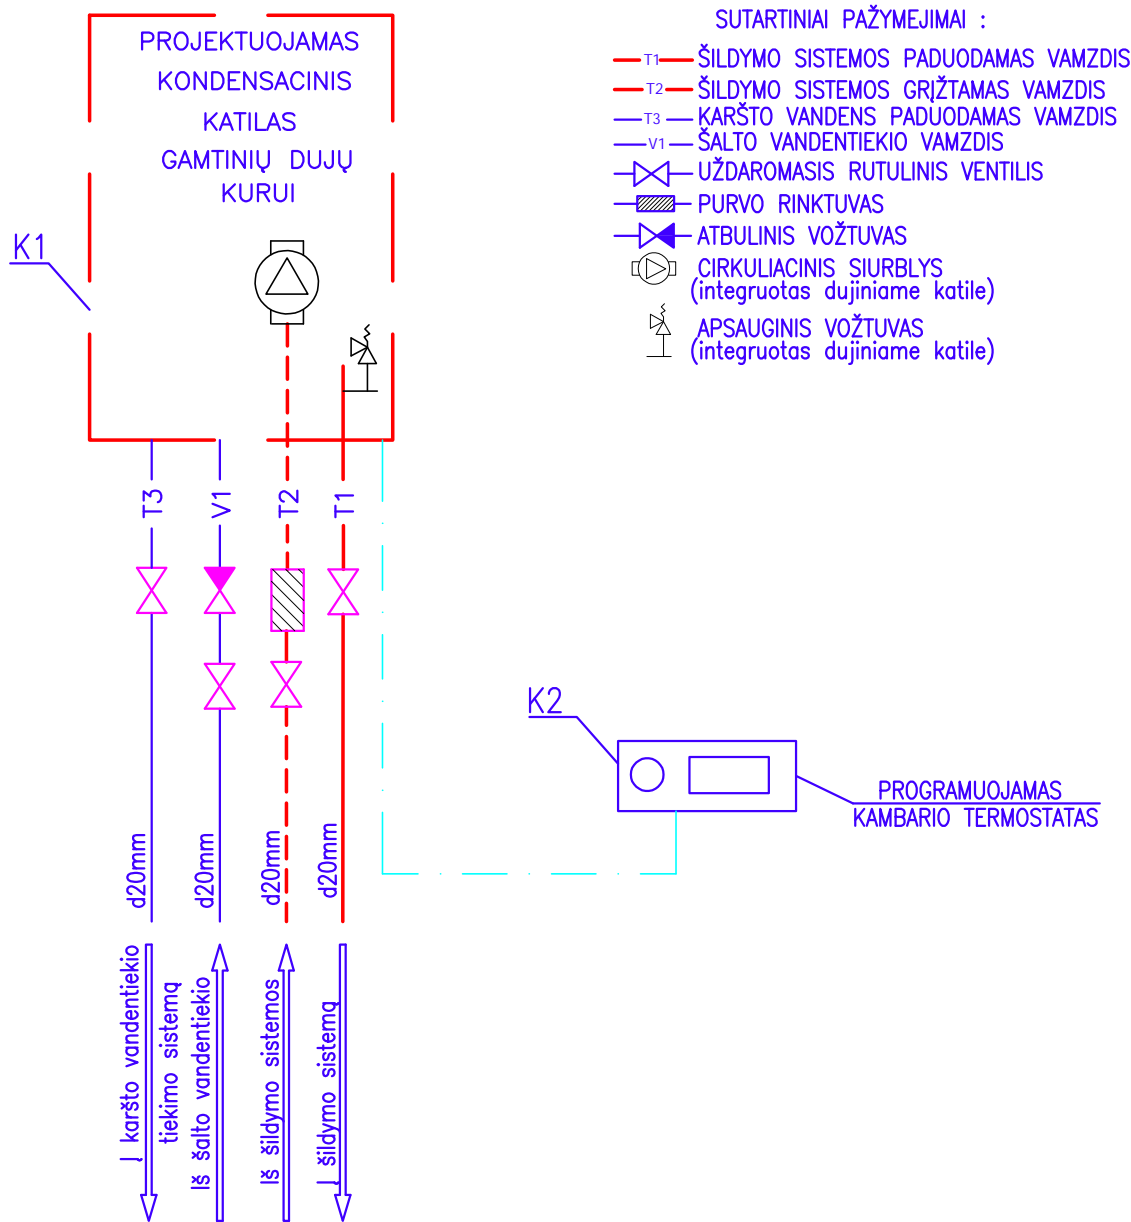 PROJEKTUOJAMAS
KONDENSACINIS
KATILAS
GAMTINIŲ DUJŲ
KURUI
K1
SUTARTINIAI PAŽYMEJIMAI :
T1 ŠILDYMO SISTEMOS PADUODAMAS VAMZDIS
T2 ŠILDYMO SISTEMOS GRĮŽTAMAS VAMZDIS
T3 KARŠTO VANDENS PADUODAMAS VAMZDIS
V1 ŠALTO VANDENTIEKIO VAMZDIS
UŽDAROMASIS RUTULINIS VENTILIS
PURVO RINKTUVAS
ATBULINIS VOŽTUVAS
CIRKULIACINIS SIURBLYS
(integruotas dujiniame katile)
APSAUGINIS VOŽTUVAS
(integruotas dujiniame katile)
T3
V1
T2
T1
K2
PROGRAMUOJAMAS
KAMBARIO TERMOSTATAS
d20mm
d20mm
d20mm
d20mm
Į karšto vandentiekio
tiekimo sistemą
Iš šalto vandentiekio
Iš šildymo sistemos
Į šildymo sistemą